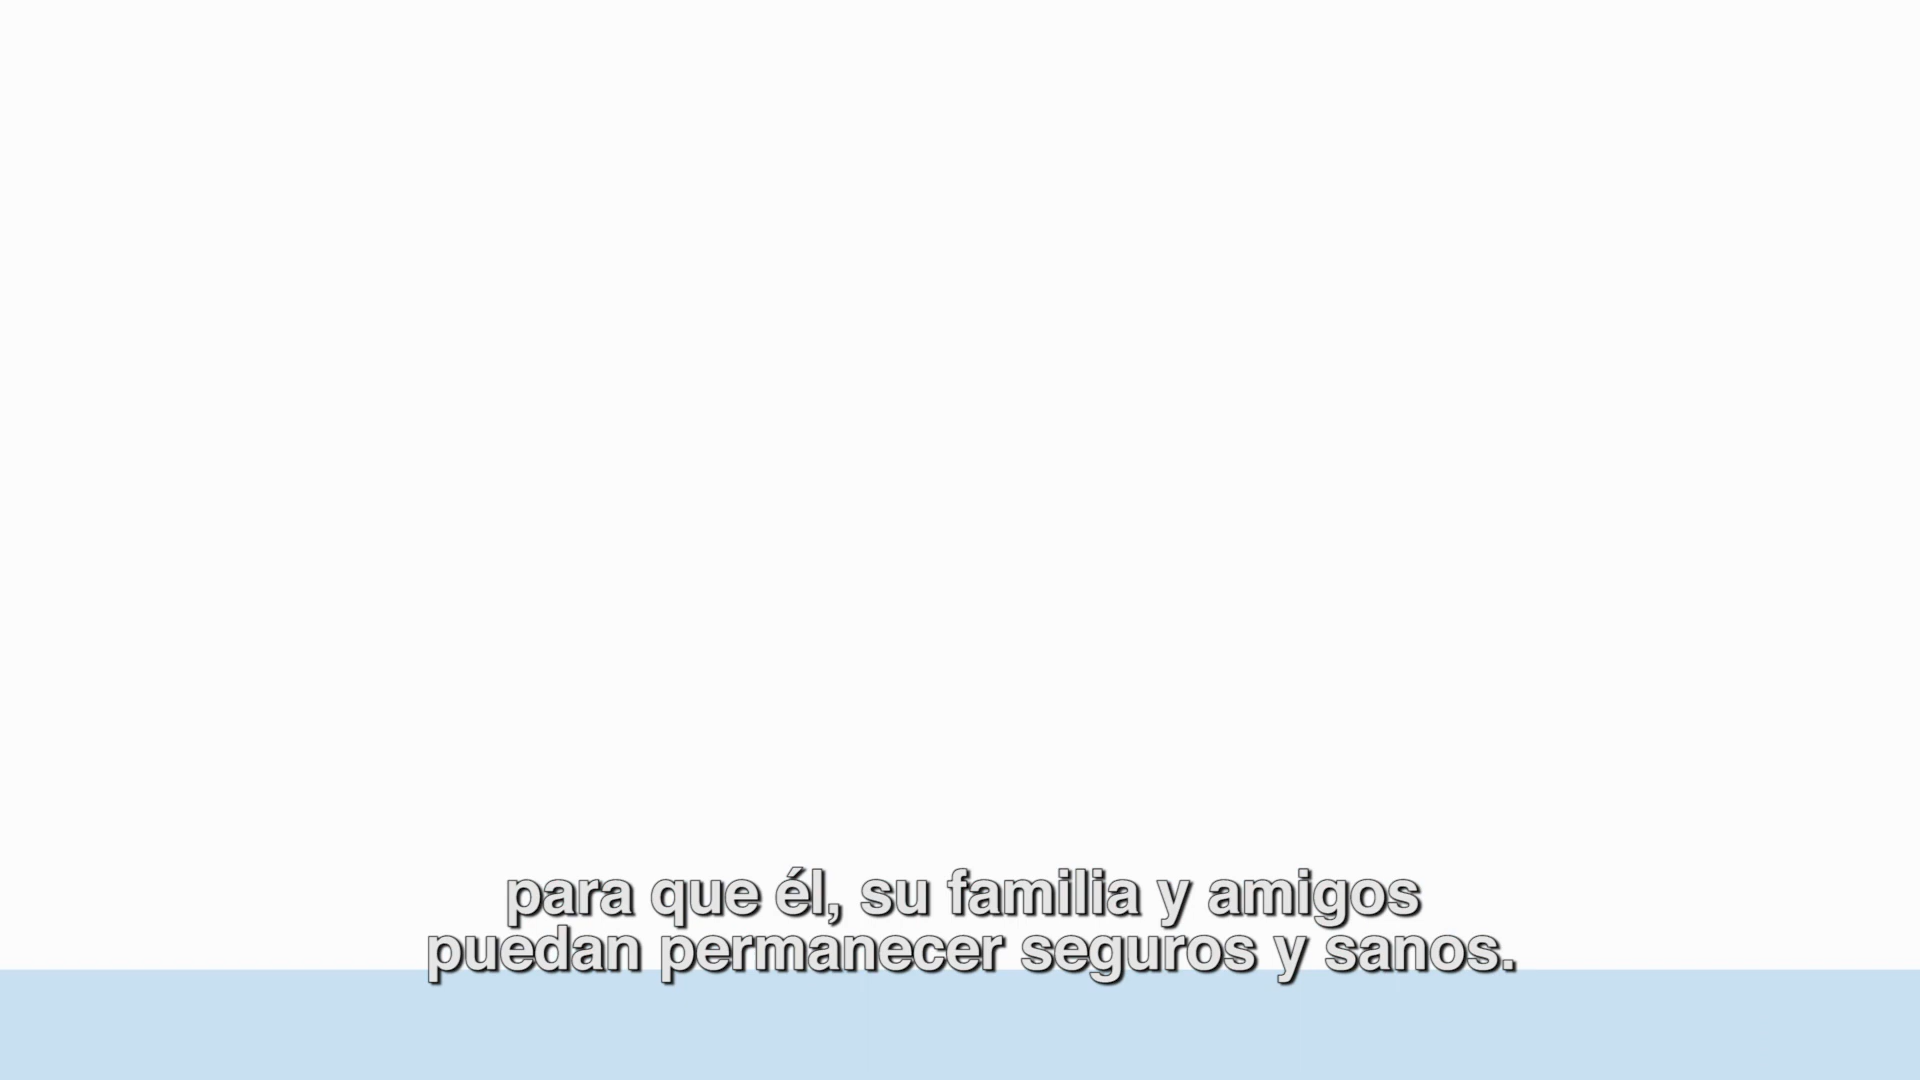 para que él, su familia y amigos
puedan permanecer seguros y sanos.